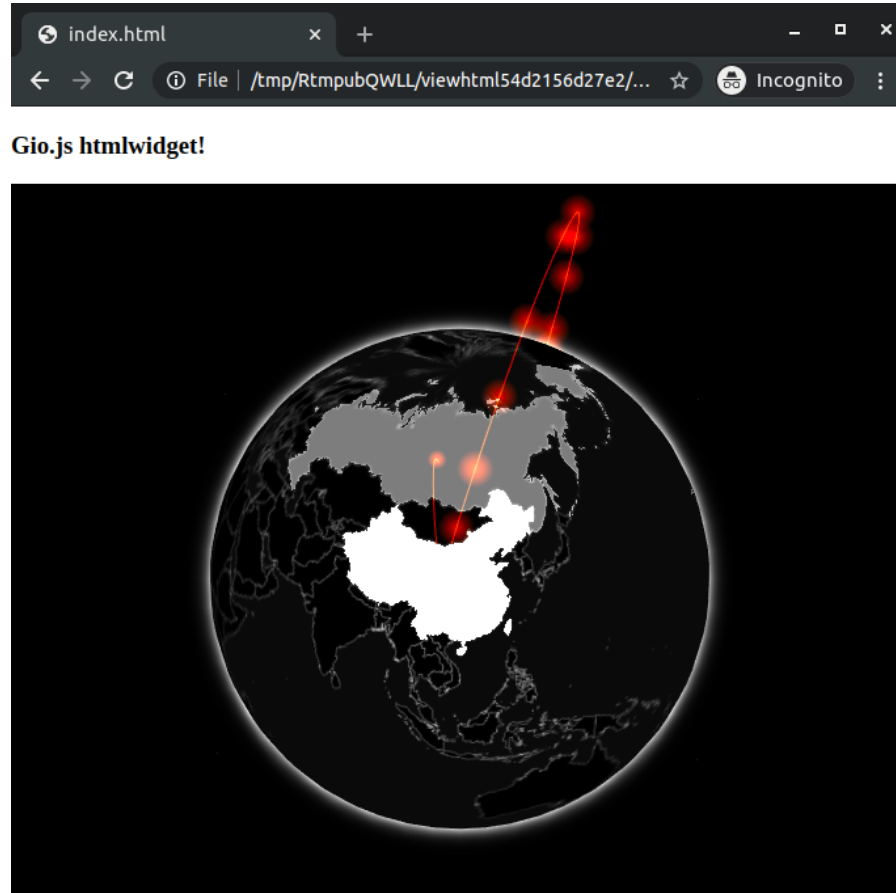 index.html
File | /tmp/RtmpubQWLL/viewhtml54d2156d27e2/... Incognito
Gio.js htmlwidget!